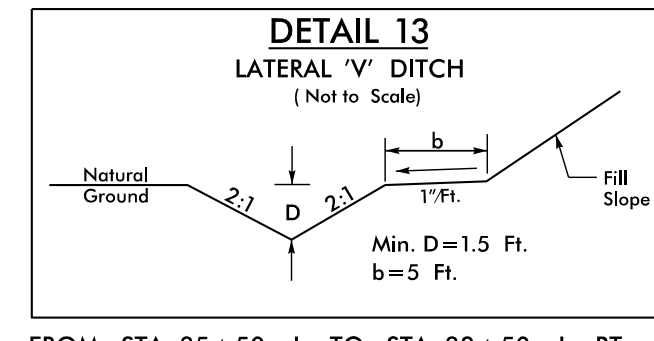 DETAIL 13
LATERAL 'V' DITCH
( Not to Scale)
Natural
Ground
2:1
D
2:1
b
1"/Ft.
Fill
Slope
Min. D=1.5 Ft.
b=5 Ft.